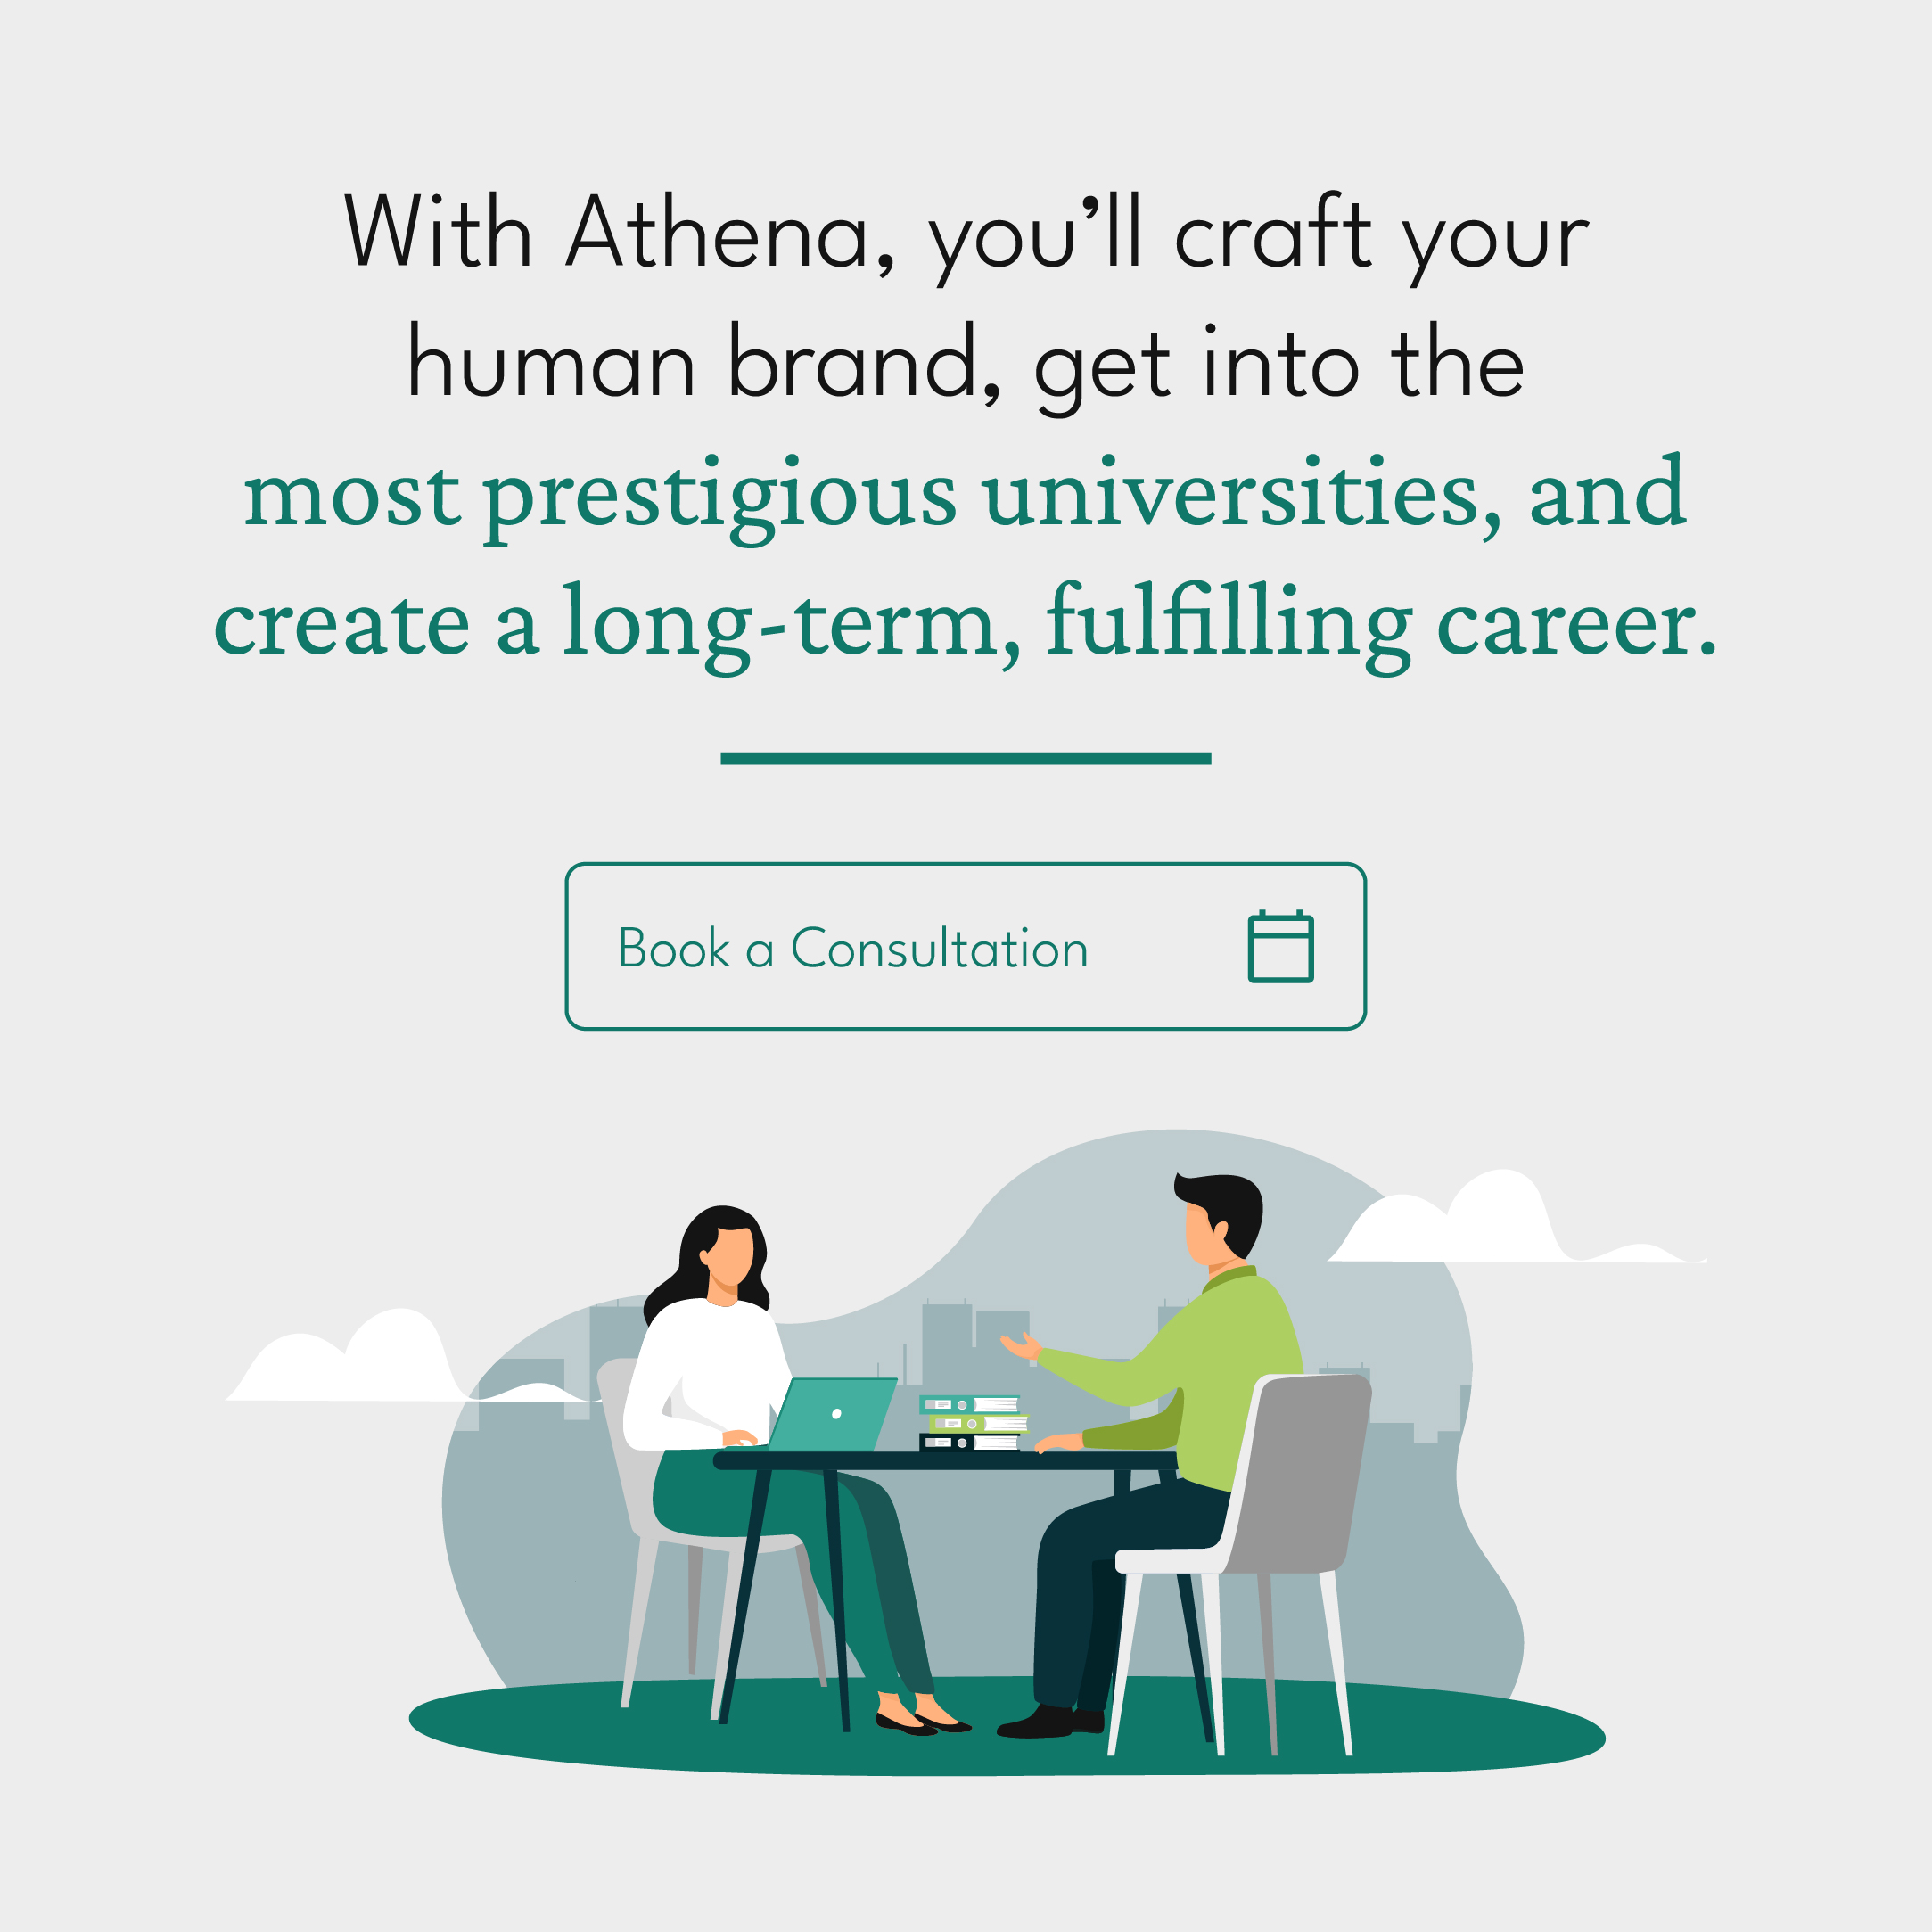 With Athena, you’ll craft your
human brand, get into the
most prestigious universities, and
create a long-term, fulfilling career.
Book a Consultation